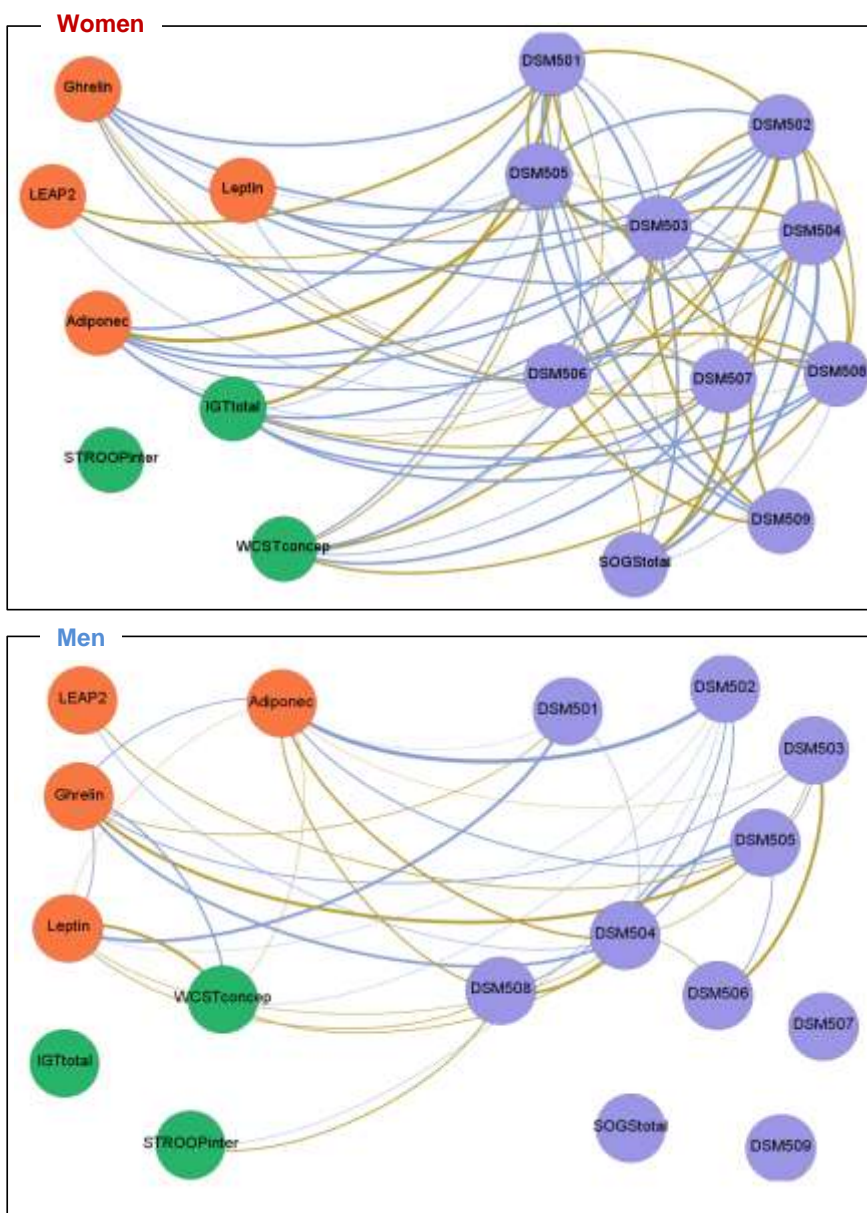 Women
Ghrelin
LEAP2
Leptin
Adiponec
IGTtotal
STROOPinter
WCSTconcep
DSM501
DSM502
DSM505
DSM503
DSM504
DSM506
DSM507
DSM508
DSM509
SOGStotal
Men
LEAP2
Adiponec
DSM501
DSM502
DSM503
Ghrelin
DSM505
Leptin
DSM504
WCSTconcep
DSM508
DSM506
DSM507
IGTtotal
STROOPinter
SOGStotal
DSM509